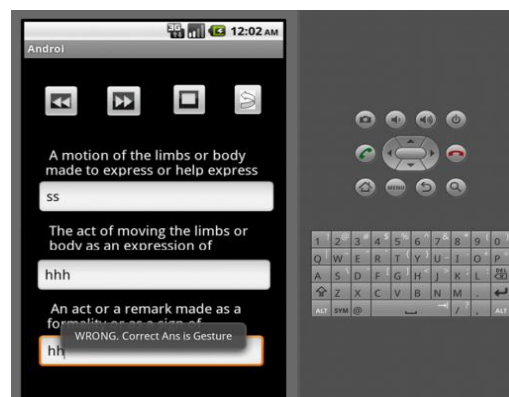 3G
12:02 AM
Androi
A motion of the limbs or body
made to express or help express
ss
The act of moving the limbs or
body as an expression of
hhh
An act or a remark made as a
formality or as a sign of
WRONG. Correct Ans is Gesture
hh
MENU
1 2 @ 3 # 4 $ 5 % 6 ^ 7 & 8 * 9 ( 0 )
Q W E R T Y U I O P
A S D F G H J K L DEL
Z X C V B N M .
ALT SYM @ / ? , ALT